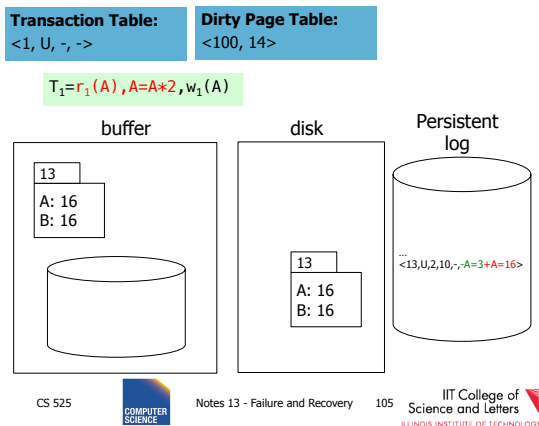 Transaction Table:
<1, U, -, ->
Dirty Page Table:
<100, 14>
T₁=r₁(A),A=A*2,w₁(A)
buffer
disk
Persistent
log
13
A: 16
B: 16
13
A: 16
B: 16
...
<13,U,2,10,-,-A=3+A=16>
CS 525
COMPUTER
SCIENCE
Notes 13 - Failure and Recovery
105
IIT College of
Science and Letters
ILLINOIS INSTITUTE OF TECHNOLOGY